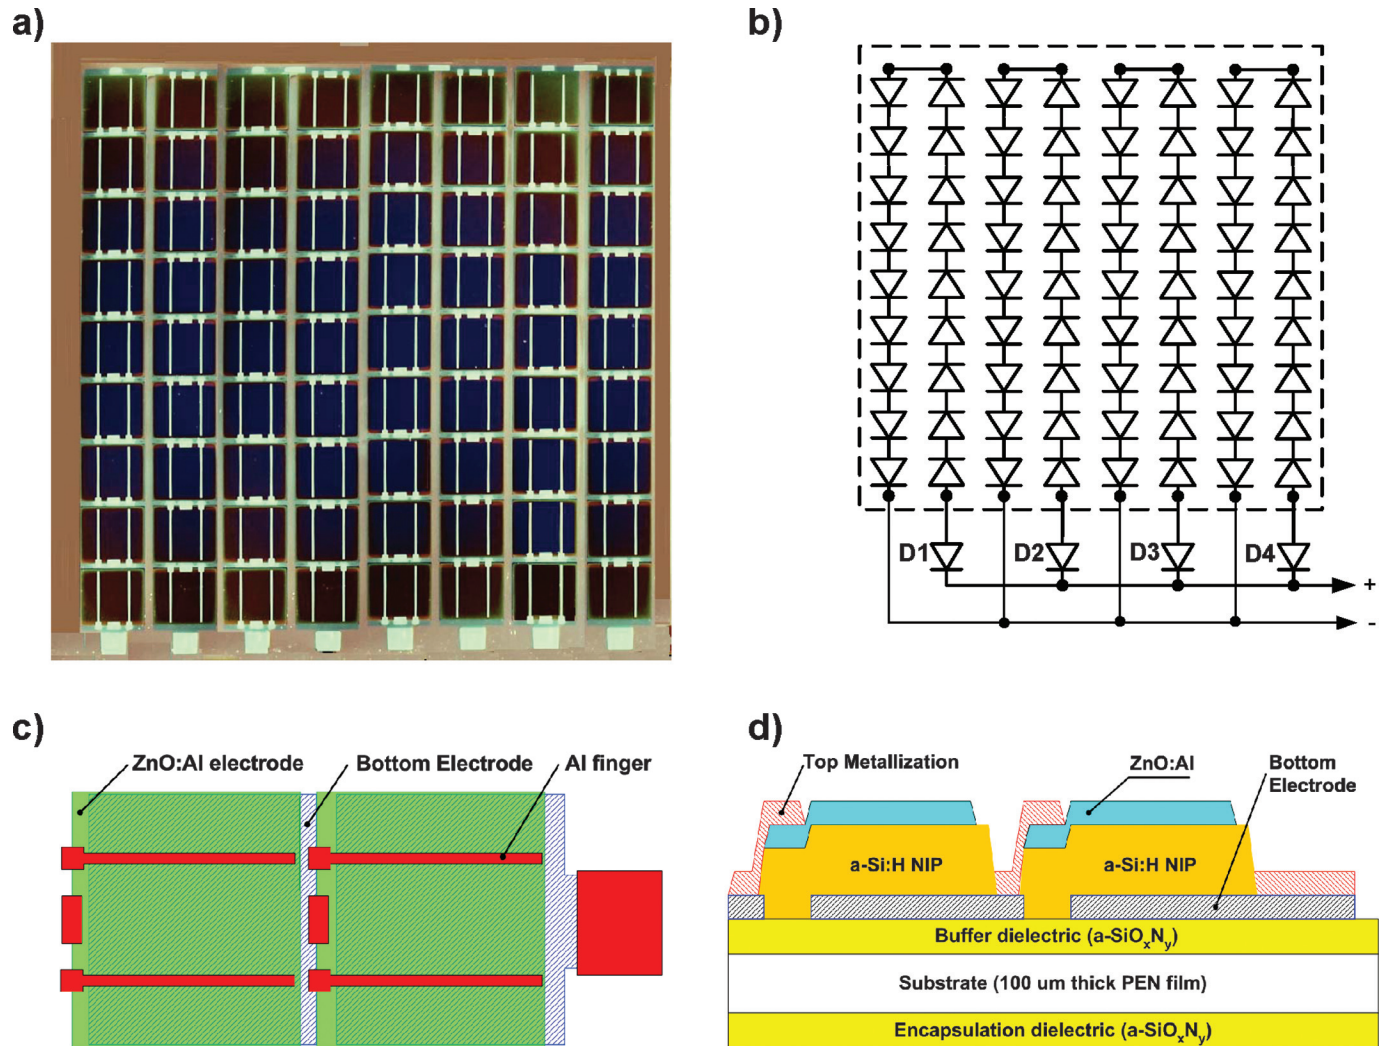 a)
b)
D1
D2
D3
D4
+
-
c)
d)
ZnO:Al electrode
Bottom Electrode
Al finger
Top Metallization
ZnO:Al
Bottom
Electrode
a-Si:H NIP
a-Si:H NIP
Buffer dielectric (a-SiOxNy)
Substrate (100 um thick PEN film)
Encapsulation dielectric (a-SiOxNy)